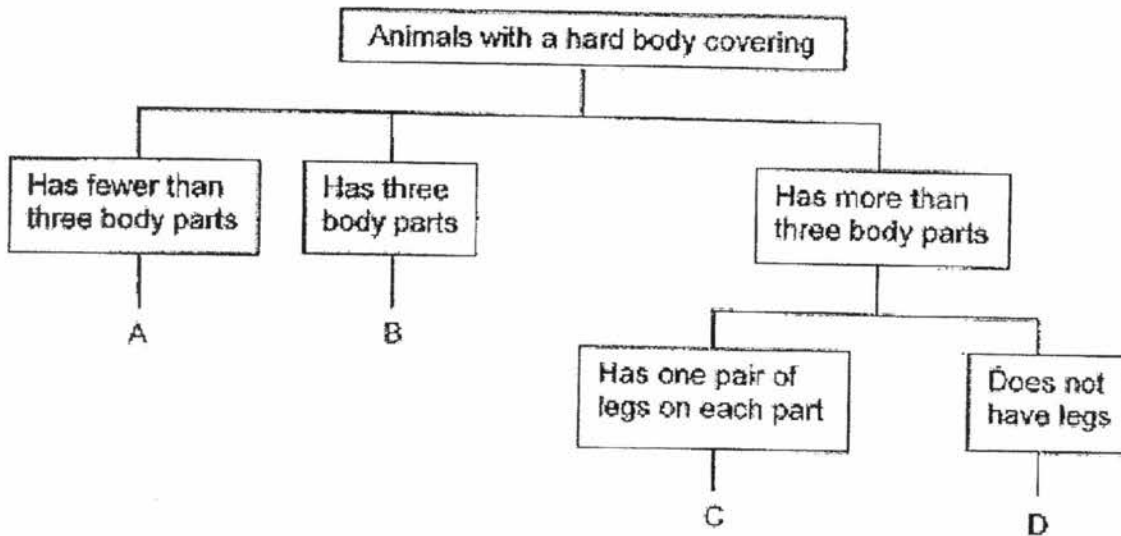 Animals with a hard body covering
Has fewer than
three body parts
Has three
body parts
Has more than
three body parts
A
B
Has one pair of
legs on each part
Does not
have legs
C
D